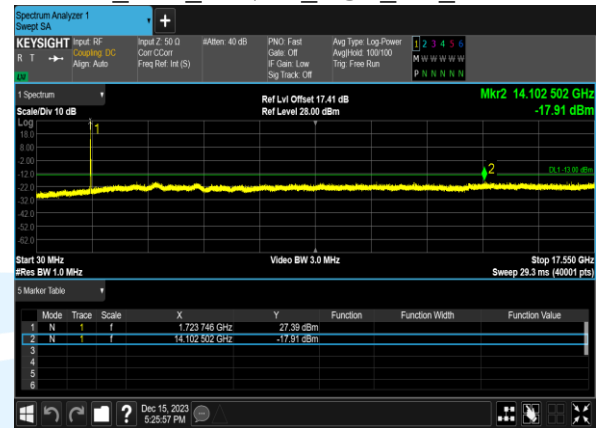 Spectrum Analyzer 1
Swept SA
KEYSIGHT
R T
Input: RF
Coupling: DC
Align: Auto
Input Z: 50 Ω
Corr CCorr
Freq Ref: Int (S)
#Atten: 40 dB
PNO: Fast
Gate: Off
IF Gain: Low
Sig Track: Off
Avg Type: Log-Power
Avg|Hold: 100/100
Trig: Free Run
1 2 3 4 5 6
M W W W W W
P N N N N N
1 Spectrum
Scale/Div 10 dB
Ref Lvl Offset 17.41 dB
Ref Level 28.00 dBm
Mkr2 14.102 502 GHz
-17.91 dBm
Log
18.0
8.00
-2.00
-12.0
-22.0
-32.0
-42.0
-52.0
-62.0
1
2
DL1 -13.00 dBm
Start 30 MHz
#Res BW 1.0 MHz
Video BW 3.0 MHz
Stop 17.550 GHz
Sweep 29.3 ms (40001 pts)
5 Marker Table
Mode Trace Scale X Y Function Function Width Function Value
1 N 1 f 1.723 746 GHz 27.39 dBm
2 N 1 f 14.102 502 GHz -17.91 dBm
3
4
5
6
?
Dec 15, 2023
5:25:57 PM